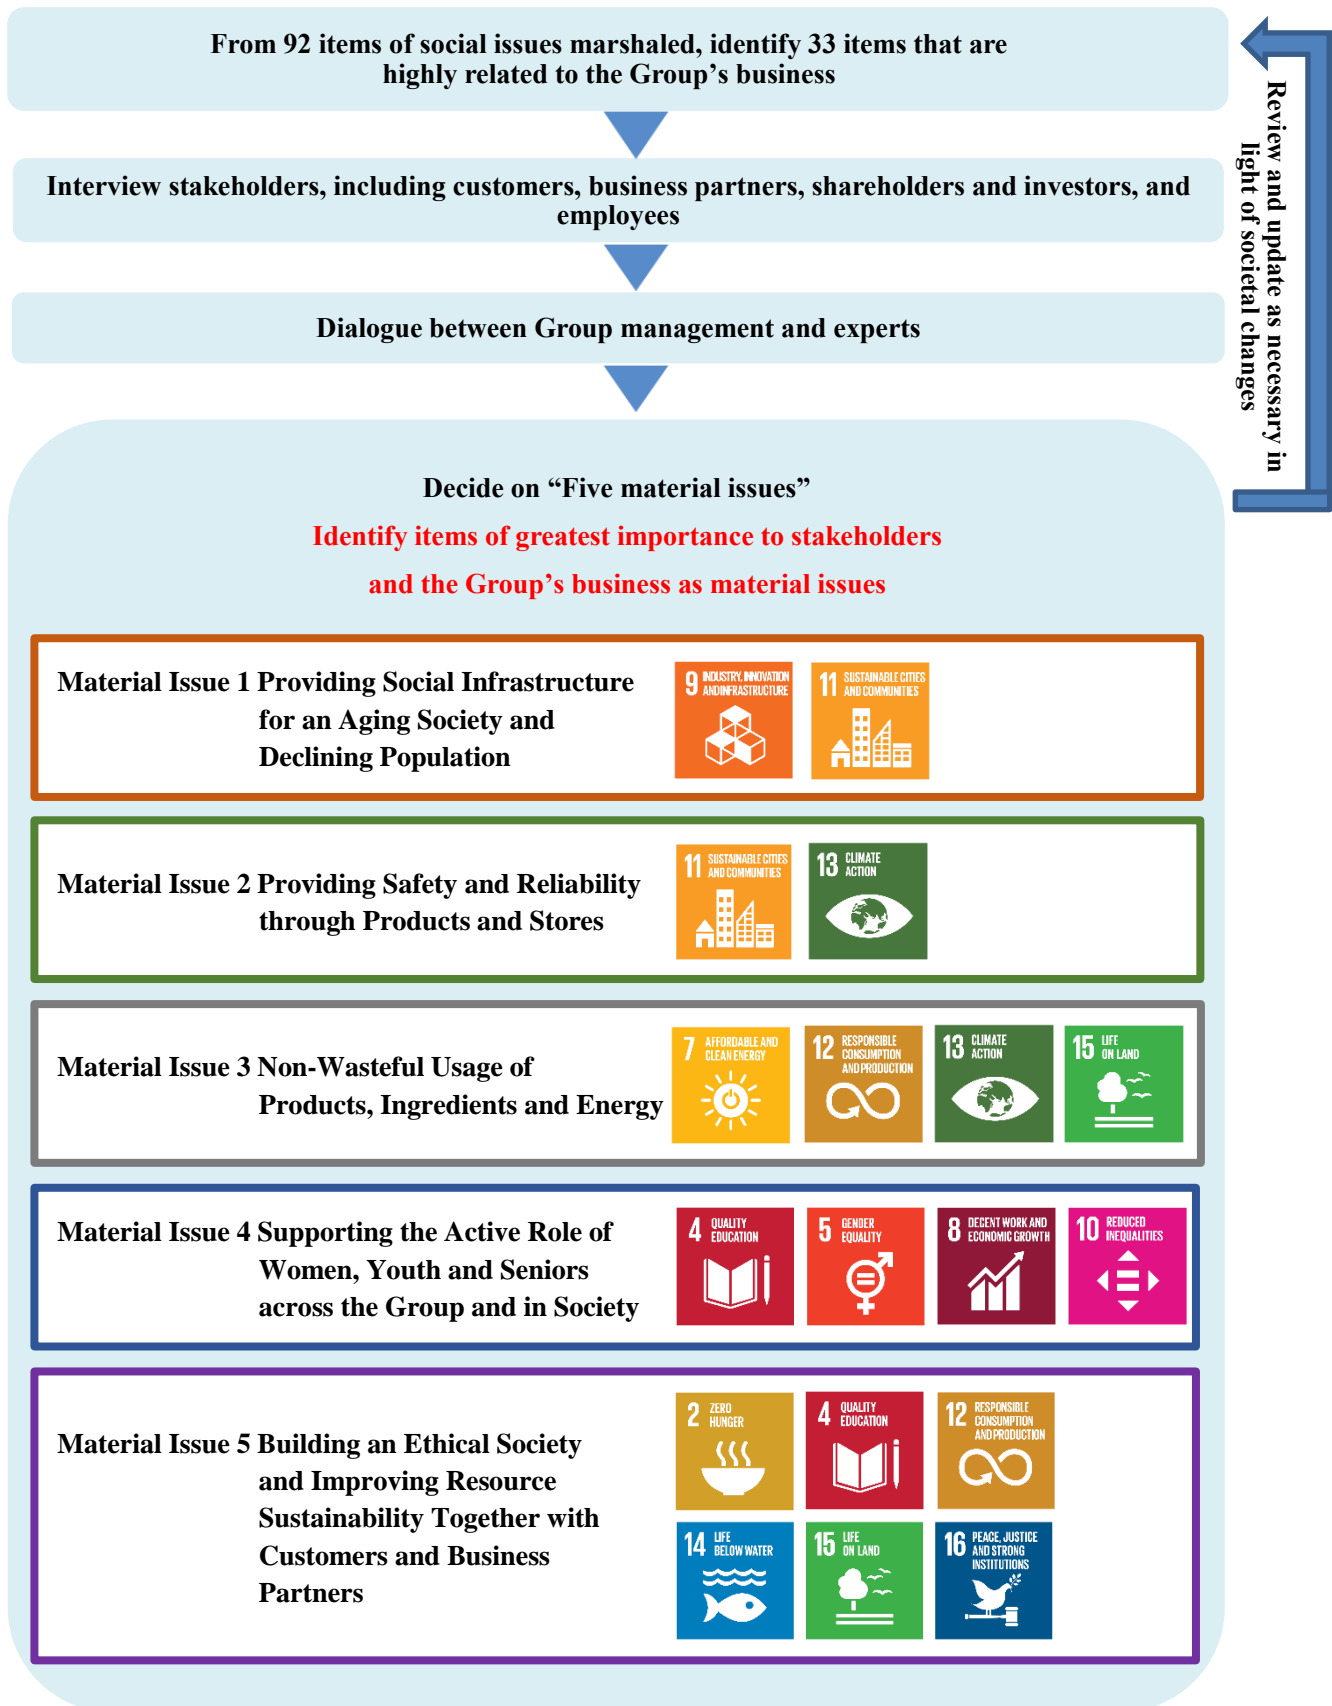 From 92 items of social issues marshaled, identify 33 items that are
highly related to the Group's business
Interview stakeholders, including customers, business partners, shareholders and investors, and
employees
Dialogue between Group management and experts
Review and update as necessary in
light of societal changes
Decide on “Five material issues”
Identify items of greatest importance to stakeholders
and the Group's business as material issues
Material Issue 1 Providing Social Infrastructure
for an Aging Society and
Declining Population
9 INDUSTRY, INNOVATION
AND INFRASTRUCTURE
11 SUSTAINABLE CITIES
AND COMMUNITIES
Material Issue 2 Providing Safety and Reliability
through Products and Stores
11 SUSTAINABLE CITIES
AND COMMUNITIES
13 CLIMATE
ACTION
Material Issue 3 Non-Wasteful Usage of
Products, Ingredients and Energy
7 AFFORDABLE AND
CLEAN ENERGY
12 RESPONSIBLE
CONSUMPTION
AND PRODUCTION
13 CLIMATE
ACTION
15 LIFE
ON LAND
Material Issue 4 Supporting the Active Role of
Women, Youth and Seniors
across the Group and in Society
4 QUALITY
EDUCATION
5 GENDER
EQUALITY
8 DECENT WORK AND
ECONOMIC GROWTH
10 REDUCED
INEQUALITIES
Material Issue 5 Building an Ethical Society
and Improving Resource
Sustainability Together with
Customers and Business
Partners
2 ZERO
HUNGER
4 QUALITY
EDUCATION
12 RESPONSIBLE
CONSUMPTION
AND PRODUCTION
14 LIFE
BELOW WATER
15 LIFE
ON LAND
16 PEACE, JUSTICE
AND STRONG
INSTITUTIONS